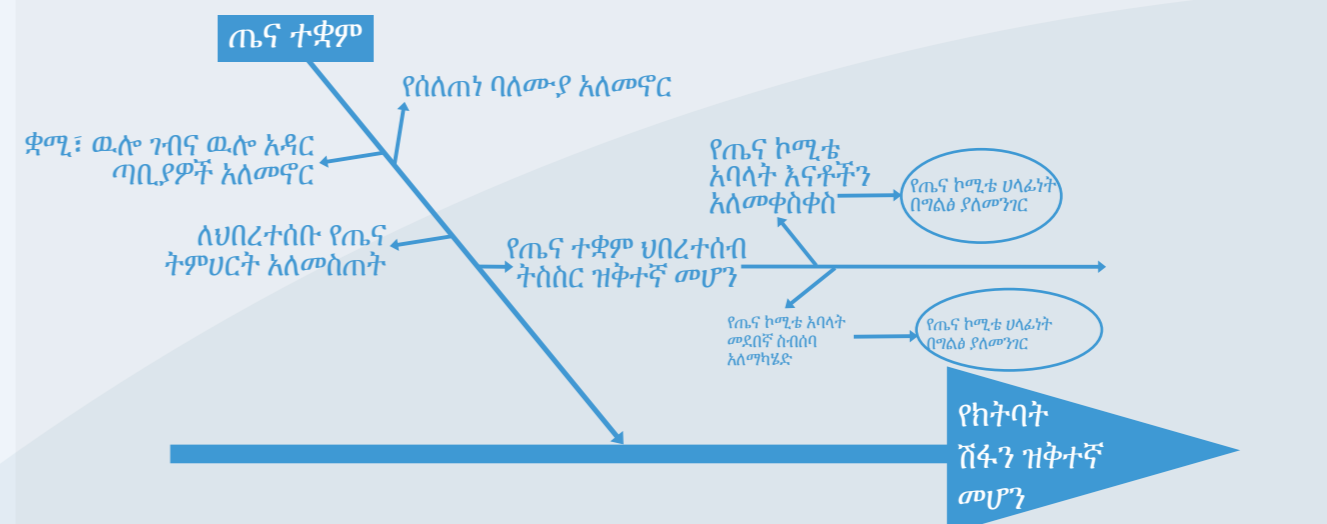 ጤና ተቋም
የሰለጠነ ባለሙያ አለመኖር
ቋሚ፣ ዉሎ ገብና ዉሎ አዳር
ጣቢያዎች አለመኖር
ለህበረተሰቡ የጤና
ትምህርት አለመስጠት
የጤና ተቋም ህበረተሰብ
ትስስር ዝቅተኛ መሆን
የጤና ኮሚቴ
አባላት እናቶችን
አለመቀስቀስ
የጤና ኮሚቴ ሀላፊነት
በግልፅ ያለመንገር
የጤና ኮሚቴ አባላት
መደበኛ ስብሰባ
አለማካሄድ
የጤና ኮሚቴ ሀላፊነት
በግልፅ ያለመንገር
የክትባት
ሽፋን ዝቅተኛ
መሆን